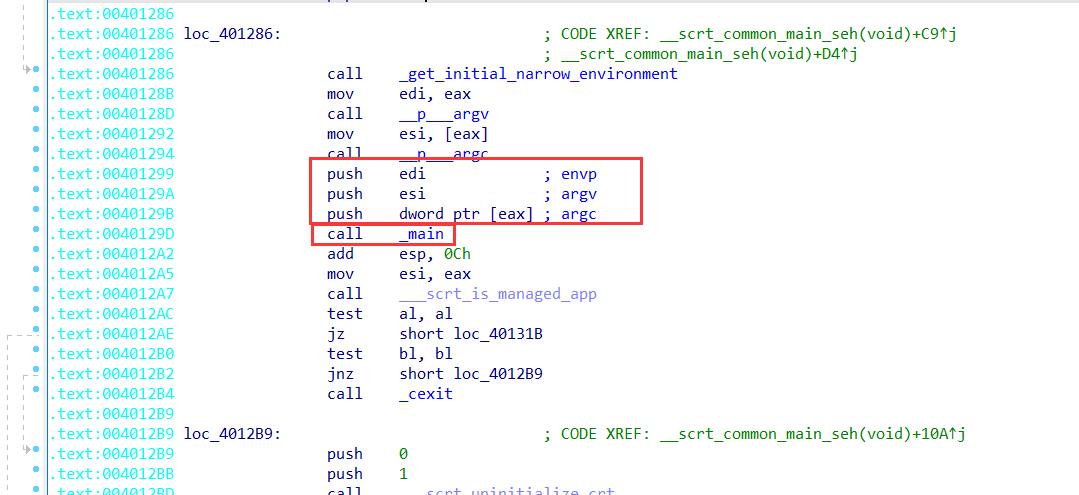 .text:00401286
.text:00401286 loc_401286: ; CODE XREF: __scrt_common_main_seh(void)+C9↑j
.text:00401286 ; __scrt_common_main_seh(void)+D4↑j
.text:00401286 call _get_initial_narrow_environment
.text:0040128B mov edi, eax
.text:0040128D call __p___argv
.text:00401292 mov esi, [eax]
.text:00401294 call __p___argc
.text:00401299 push edi ; envp
.text:0040129A push esi ; argv
.text:0040129B push dword ptr [eax] ; argc
.text:0040129D call _main
.text:004012A2 add esp, 0Ch
.text:004012A5 mov esi, eax
.text:004012A7 call ___scrt_is_managed_app
.text:004012AC test al, al
.text:004012AE jz short loc_40131B
.text:004012B0 test bl, bl
.text:004012B2 jnz short loc_4012B9
.text:004012B4 call _cexit
.text:004012B9
.text:004012B9 loc_4012B9: ; CODE XREF: __scrt_common_main_seh(void)+10A↑j
.text:004012B9 push 0
.text:004012BB push 1
.text:004012BD call ___scrt_uninitialize_crt